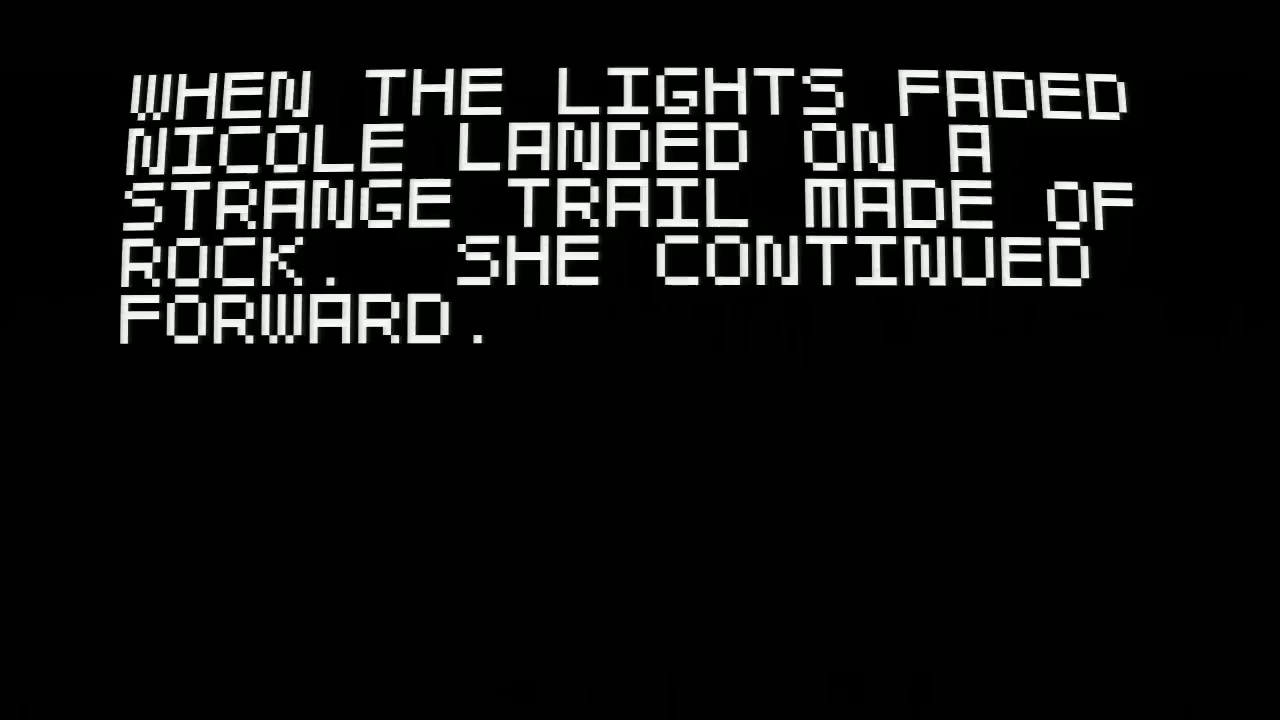 WHEN THE LIGHTS FADED
NICOLE LANDED ON A
STRANGE TRAIL MADE OF
ROCK.  SHE CONTINUED
FORWARD.